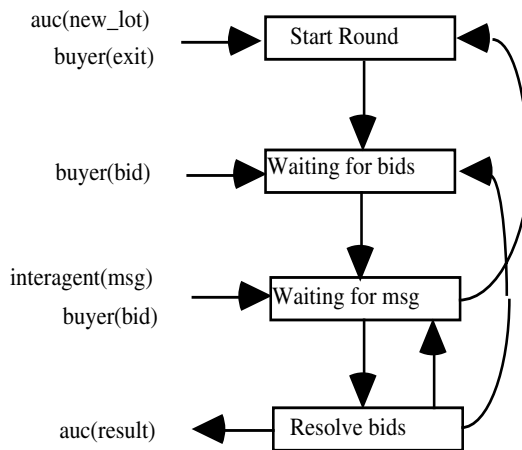 auc(new_lot)
buyer(exit)
Start Round
buyer(bid)
Waiting for bids
interagent(msg)
buyer(bid)
Waiting for msg
auc(result)
Resolve bids